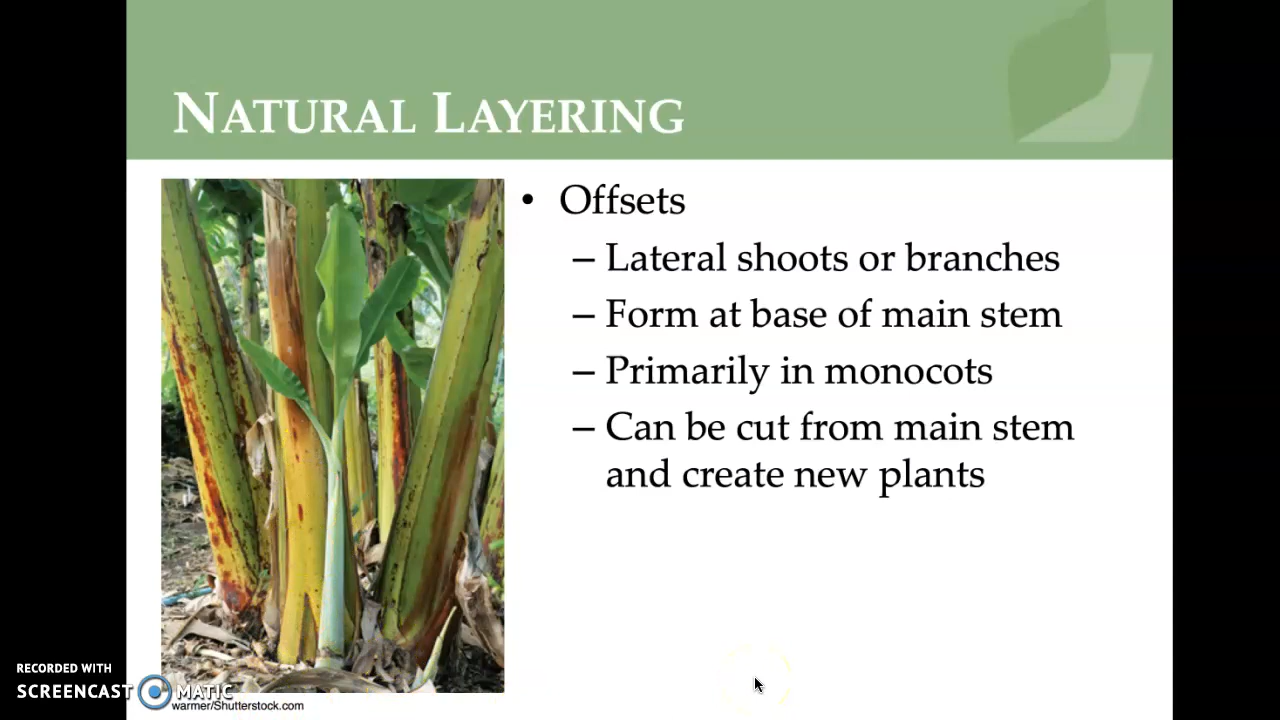 NATURAL LAYERING
• Offsets
– Lateral shoots or branches
– Form at base of main stem
– Primarily in monocots
– Can be cut from main stem
and create new plants
RECORDED WITH
SCREENCAST MATIC
warmer/Shutterstock.com